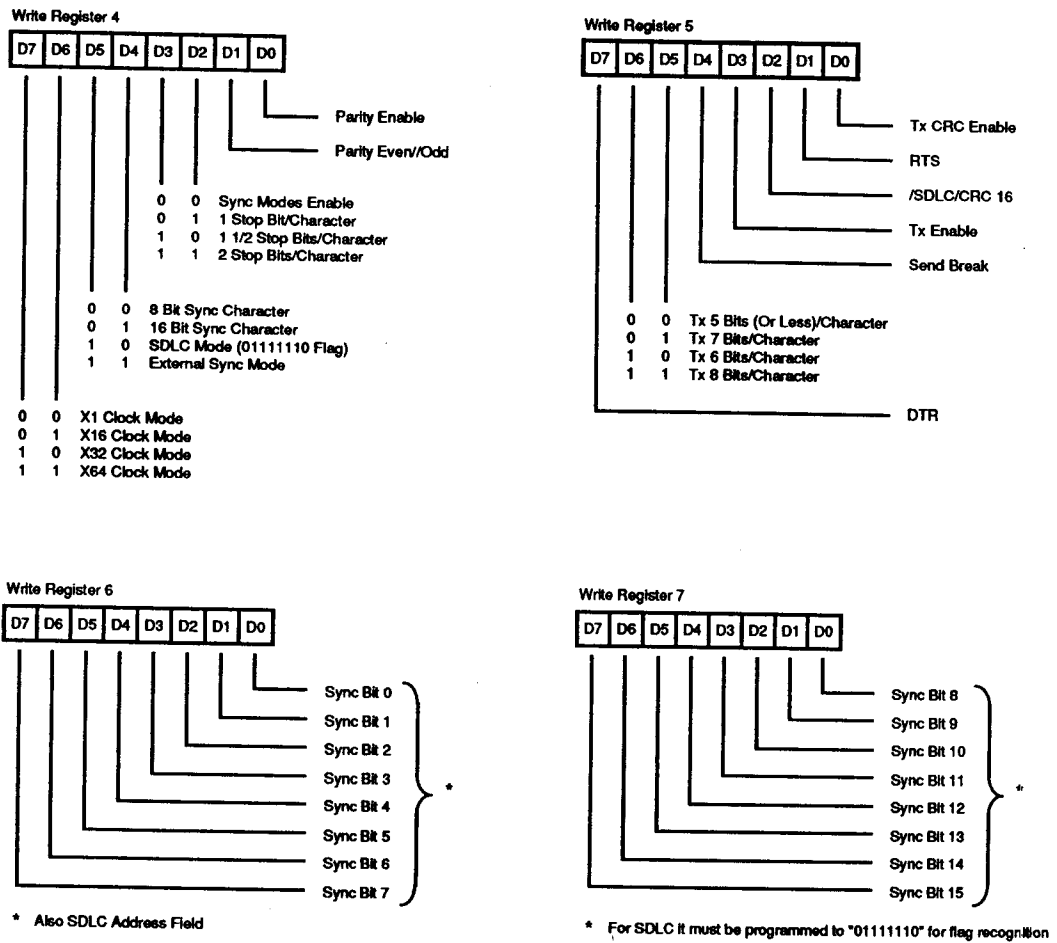 Write Register 4
D7 D6 D5 D4 D3 D2 D1 D0
Parity Enable
Parity Even//Odd
0 0 Sync Modes Enable
0 1 1 Stop Bit/Character
1 0 1 1/2 Stop Bits/Character
1 1 2 Stop Bits/Character
0 0 8 Bit Sync Character
0 1 16 Bit Sync Character
1 0 SDLC Mode (01111110 Flag)
1 1 External Sync Mode
0 0 X1 Clock Mode
0 1 X16 Clock Mode
1 0 X32 Clock Mode
1 1 X64 Clock Mode
Write Register 5
D7 D6 D5 D4 D3 D2 D1 D0
Tx CRC Enable
RTS
/SDLC/CRC 16
Tx Enable
Send Break
0 0 Tx 5 Bits (Or Less)/Character
0 1 Tx 7 Bits/Character
1 0 Tx 6 Bits/Character
1 1 Tx 8 Bits/Character
DTR
Write Register 6
D7 D6 D5 D4 D3 D2 D1 D0
Sync Bit 0
Sync Bit 1
Sync Bit 2
Sync Bit 3
*
Sync Bit 4
Sync Bit 5
Sync Bit 6
Sync Bit 7
* Also SDLC Address Field
Write Register 7
D7 D6 D5 D4 D3 D2 D1 D0
Sync Bit 8
Sync Bit 9
Sync Bit 10
Sync Bit 11
*
Sync Bit 12
Sync Bit 13
Sync Bit 14
Sync Bit 15
* For SDLC it must be programmed to "01111110" for flag recognition